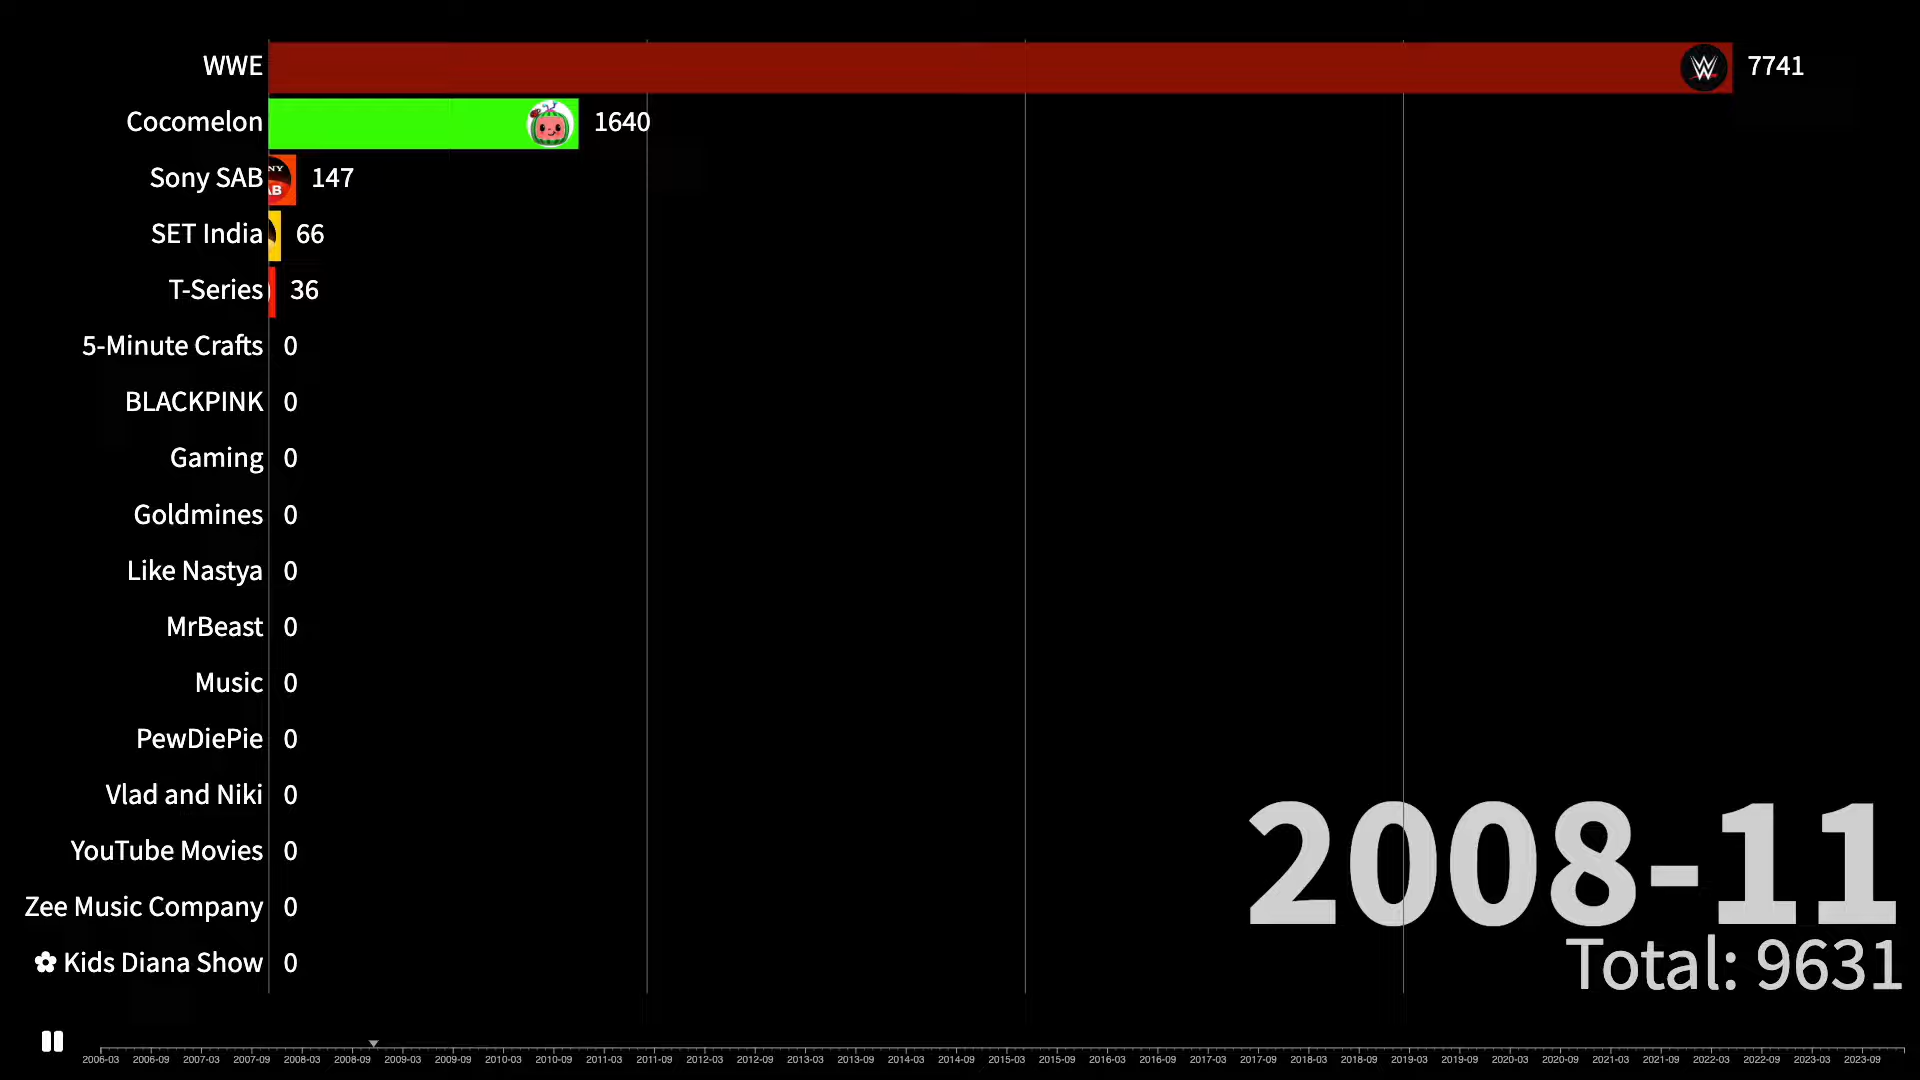 WWE 7741
Cocomelon 1640
Sony SAB NY AB 147
SET India 66
T-Series 36
5-Minute Crafts 0
BLACKPINK 0
Gaming 0
Goldmines 0
Like Nastya 0
MrBeast 0
Music 0
PewDiePie 0
Vlad and Niki 0
YouTube Movies 0
Zee Music Company 0
✿ Kids Diana Show 0
2008-11
Total: 9631
2006-03 2006-09 2007-03 2007-09 2008-03 2008-09 2009-03 2009-09 2010-03 2010-09 2011-03 2011-09 2012-03 2012-09 2013-03 2013-09 2014-03 2014-09 2015-03 2015-09 2016-03 2016-09 2017-03 2017-09 2018-03 2018-09 2019-03 2019-09 2020-03 2020-09 2021-03 2021-09 2022-03 2022-09 2023-03 2023-09